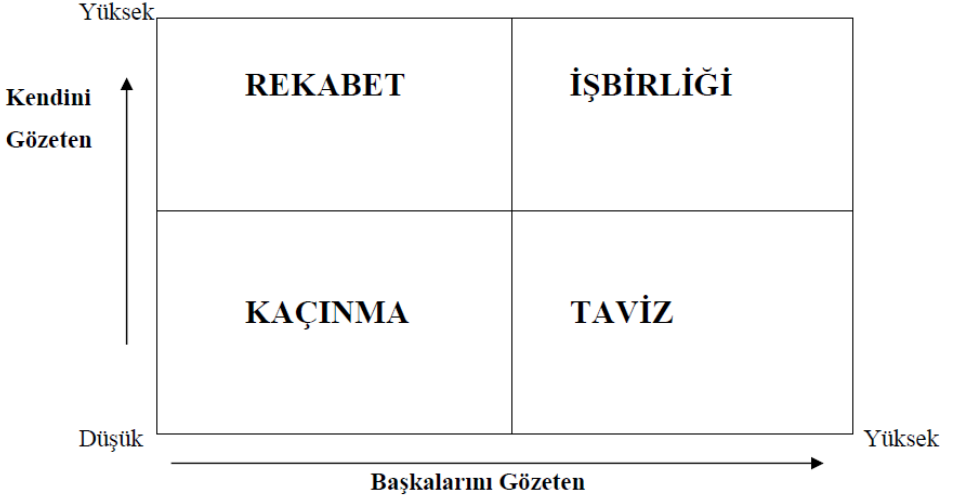 Yüksek
REKABET
İŞBİRLİĞİ
Kendini
Gözeten
KAÇINMA
TAVİZ
Düşük
Yüksek
Başkalarını Gözeten